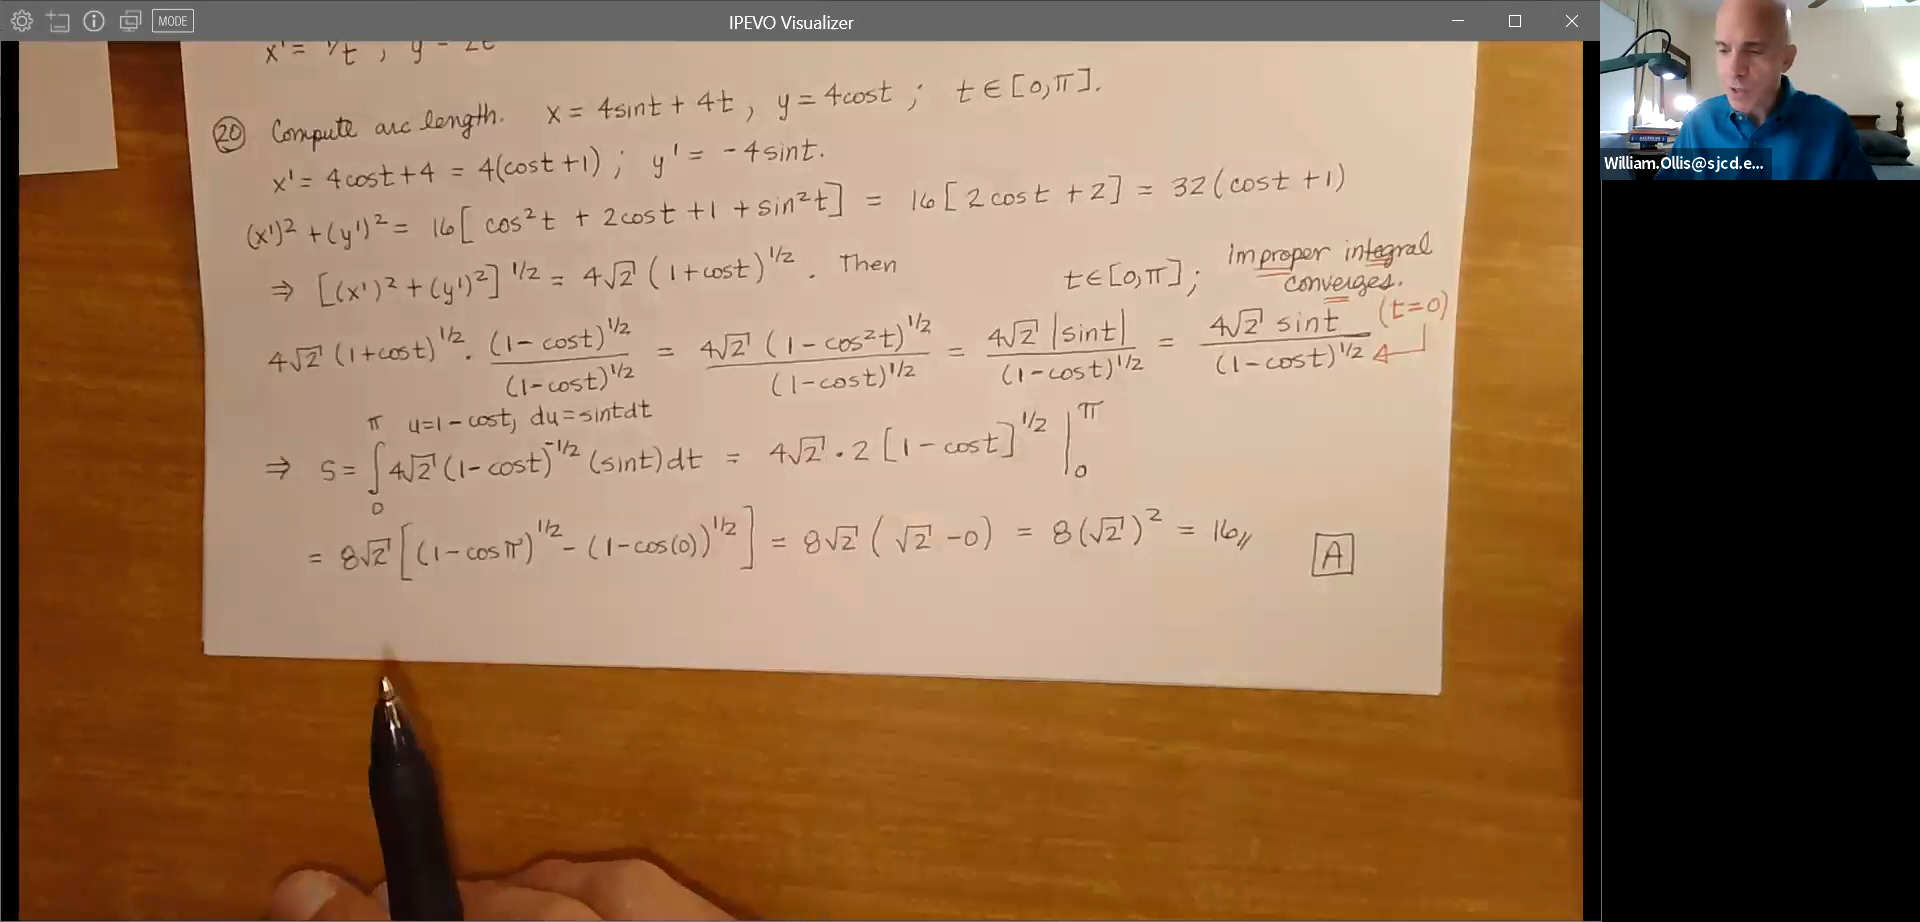 MODE
IPEVO Visualizer
William.Ollis@sjcd.e...
x' = 1/t , y = 2t
(20) Compute arc length. x = 4sint + 4t , y = 4cost ; t ∈ [0,π].
x' = 4cost+4 = 4(cost+1) ; y' = -4sint.
(x')² + (y')² = 16[cos²t + 2cost +1 + sin²t] = 16[2cost +2] = 32(cost +1)
⇒ [(x')² + (y')²]^1/2 = 4√2 (1+cost)^1/2 . Then
t∈[0,π]; Improper integral
converges.
4√2 (1+cost)^1/2 · (1-cost)^1/2 / (1-cost)^1/2 = 4√2 (1-cos²t)^1/2 / (1-cost)^1/2 = 4√2 |sint| / (1-cost)^1/2 = 4√2 sint / (1-cost)^1/2 (t=0)
u=1-cost, du=sintdt
⇒ S = ∫_0^π 4√2 (1-cost)^-1/2 (sint)dt = 4√2 · 2 [1-cost]^1/2 |_0^π
= 8√2 [(1-cosπ)^1/2 - (1-cos(0))^1/2] = 8√2 (√2 -0) = 8(√2)² = 16// A